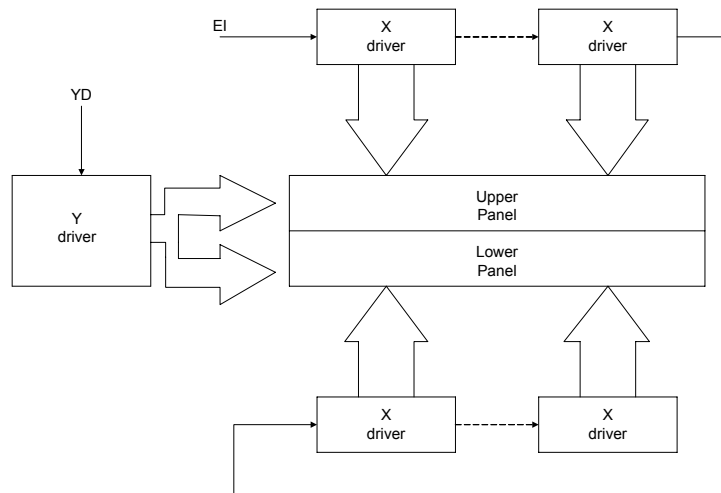 EI
X
driver
X
driver
YD
Y
driver
Upper
Panel
Lower
Panel
X
driver
X
driver